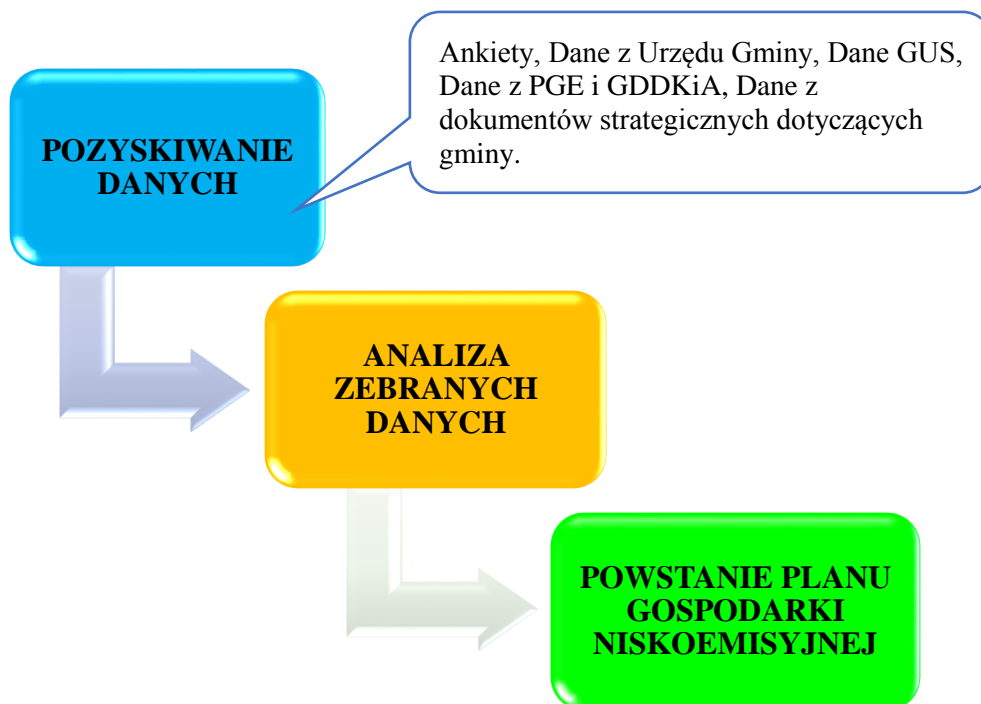 Ankiety, Dane z Urzędu Gminy, Dane GUS,
Dane z PGE i GDDKiA, Dane z
dokumentów strategicznych dotyczących
gminy.
POZYSKIWANIE
DANYCH
ANALIZA
ZEBRANYCH
DANYCH
POWSTANIE PLANU
GOSPODARKI
NISKOEMISYJNEJ